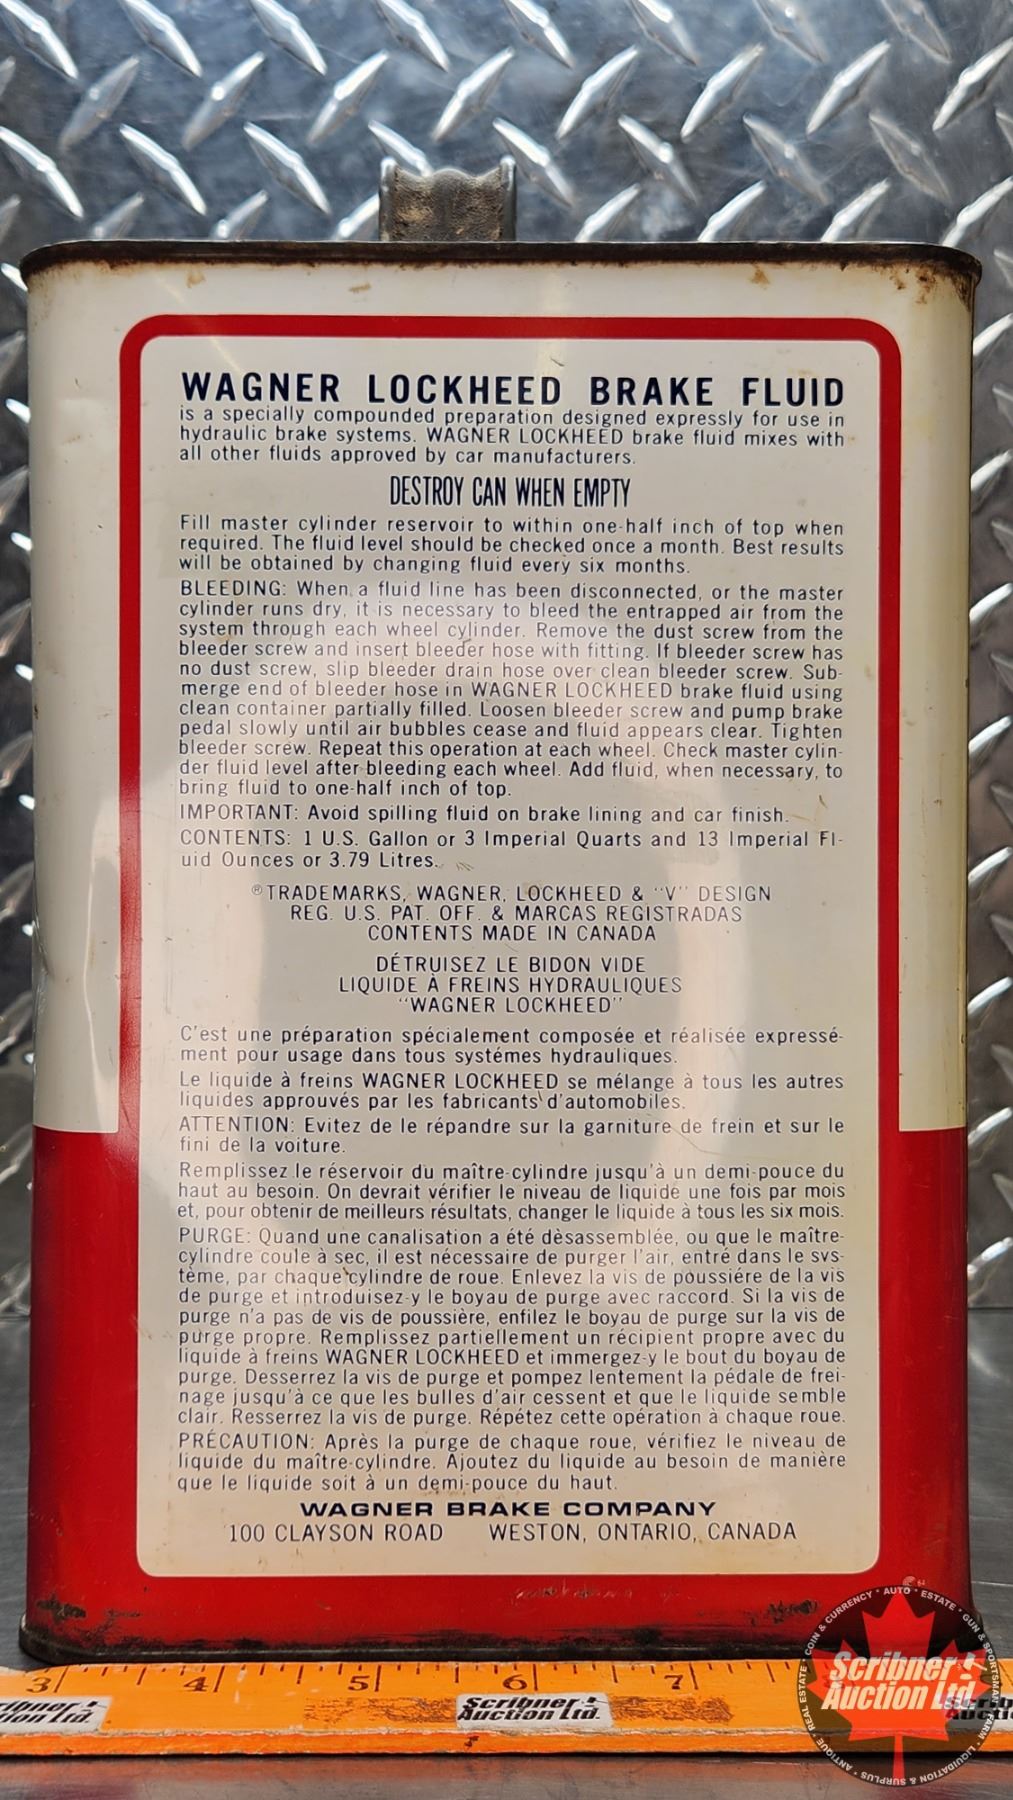 WAGNER LOCKHEED BRAKE FLUID
is a specially compounded preparation designed expressly for use in
hydraulic brake systems. WAGNER LOCKHEED brake fluid mixes with
all other fluids approved by car manufacturers.
DESTROY CAN WHEN EMPTY
Fill master cylinder reservoir to within one-half inch of top when
required. The fluid level should be checked once a month. Best results
will be obtained by changing fluid every six months.
BLEEDING: When a fluid line has been disconnected, or the master
cylinder runs dry, it is necessary to bleed the entrapped air from the
system through each wheel cylinder. Remove the dust screw from the
bleeder screw and insert bleeder hose with fitting. If bleeder screw has
no dust screw, slip bleeder drain hose over clean bleeder screw. Sub-
merge end of bleeder hose in WAGNER LOCKHEED brake fluid using
clean container partially filled. Loosen bleeder screw and pump brake
pedal slowly until air bubbles cease and fluid appears clear. Tighten
bleeder screw. Repeat this operation at each wheel. Check master cylin-
der fluid level after bleeding each wheel. Add fluid, when necessary, to
bring fluid to one-half inch of top.
IMPORTANT: Avoid spilling fluid on brake lining and car finish.
CONTENTS: 1 U.S. Gallon or 3 Imperial Quarts and 13 Imperial Fl-
uid Ounces or 3.79 Litres.
®TRADEMARKS, WAGNER, LOCKHEED & "V" DESIGN
REG. U.S. PAT. OFF. & MARCAS REGISTRADAS
CONTENTS MADE IN CANADA
DÉTRUISEZ LE BIDON VIDE
LIQUIDE À FREINS HYDRAULIQUES
"WAGNER LOCKHEED"
C'est une préparation spécialement composée et réalisée expressé-
ment pour usage dans tous systémes hydrauliques.
Le liquide à freins WAGNER LOCKHEED se mélange à tous les autres
liquides approuvés par les fabricants d'automobiles.
ATTENTION: Evitez de le répandre sur la garniture de frein et sur le
fini de la voiture.
Remplissez le réservoir du maître-cylindre jusqu'à un demi-pouce du
haut au besoin. On devrait vérifier le niveau de liquide une fois par mois
et, pour obtenir de meilleurs résultats, changer le liquide à tous les six mois.
PURGE: Quand une canalisation a été dèsassemblée, ou que le maître-
cylindre coule à sec, il est nécessaire de purger l'air, entré dans le svs-
tème, par chaque cylindre de roue. Enlevez la vis de poussiére de la vis
de purge et introduisez-y le boyau de purge avec raccord. Si la vis de
purge n'a pas de vis de poussière, enfilez le boyau de purge sur la vis de
purge propre. Remplissez partiellement un récipient propre avec du
liquide à freins WAGNER LOCKHEED et immergez-y le bout du boyau de
purge. Desserrez la vis de purge et pompez lentement la pédale de frei-
nage jusqu'à ce que les bulles d'air cessent et que le liquide semble
clair. Resserrez la vis de purge. Répétez cette opération à chaque roue.
PRÉCAUTION: Après la purge de chaque roue, vérifiez le niveau de
liquide du maître-cylindre. Ajoutez du liquide au besoin de manière
que le liquide soit à un demi-pouce du haut.
WAGNER BRAKE COMPANY
100 CLAYSON ROAD WESTON, ONTARIO, CANADA
3 4 5 6 7
Scribner!
Auction Ltd.
Scribner!
Auction Ltd.
COIN & CURRENCY · AUTO · ESTATE · GUN & SPORTSMAN · FARM · LIQUIDATION & SURPLUS · ANTIQUE · REAL ESTATE